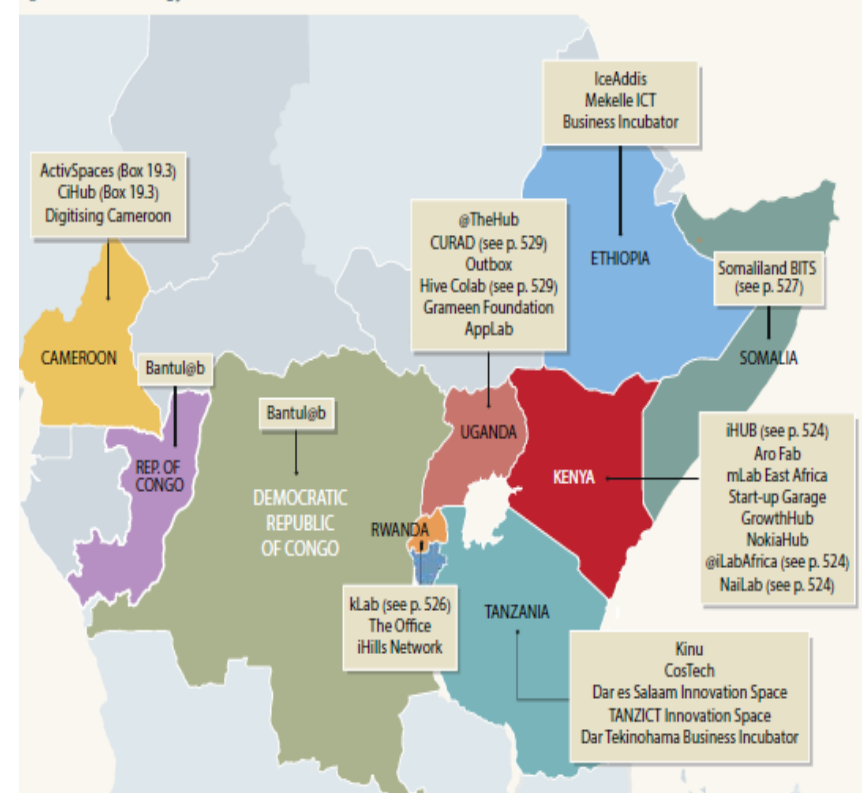 IceAddis
Mekelle ICT
Business Incubator
ActivSpaces (Box 19.3)
CiHub (Box 19.3)
Digitising Cameroon
@TheHub
CURAD (see p. 529)
Outbox
Hive Colab (see p. 529)
Grameen Foundation
AppLab
ETHIOPIA
Somaliland BITS
(see p. 527)
CAMEROON
Bantul@b
SOMALIA
Bantul@b
UGANDA
iHUB (see p. 524)
Aro Fab
mLab East Africa
Start-up Garage
GrowthHub
NokiaHub
@iLabAfrica (see p. 524)
NaiLab (see p. 524)
REP. OF
CONGO
KENYA
DEMOCRATIC
REPUBLIC
OF CONGO
RWANDA
kLab (see p. 526)
The Office
iHills Network
TANZANIA
Kinu
CosTech
Dar es Salaam Innovation Space
TANZICT Innovation Space
Dar Tekinohama Business Incubator